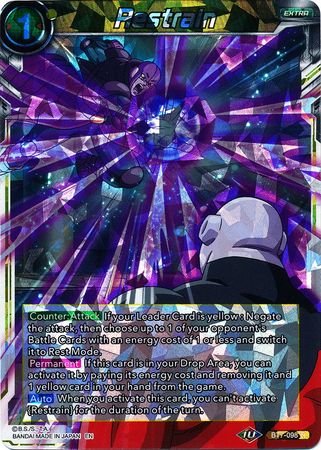 Restrain
EXTRA
1
Counter: Attack If your Leader Card is yellow: Negate
the attack, then choose up to 1 of your opponent's
Battle Cards with an energy cost of 1 or less and switch
it to Rest Mode.
Permanent If this card is in your Drop Area, you can
activate it by paying its energy cost and removing it and
1 yellow card in your hand from the game.
Auto When you activate this card, you can't activate
{Restrain} for the duration of the turn.
BANDAI MADE IN JAPAN EN